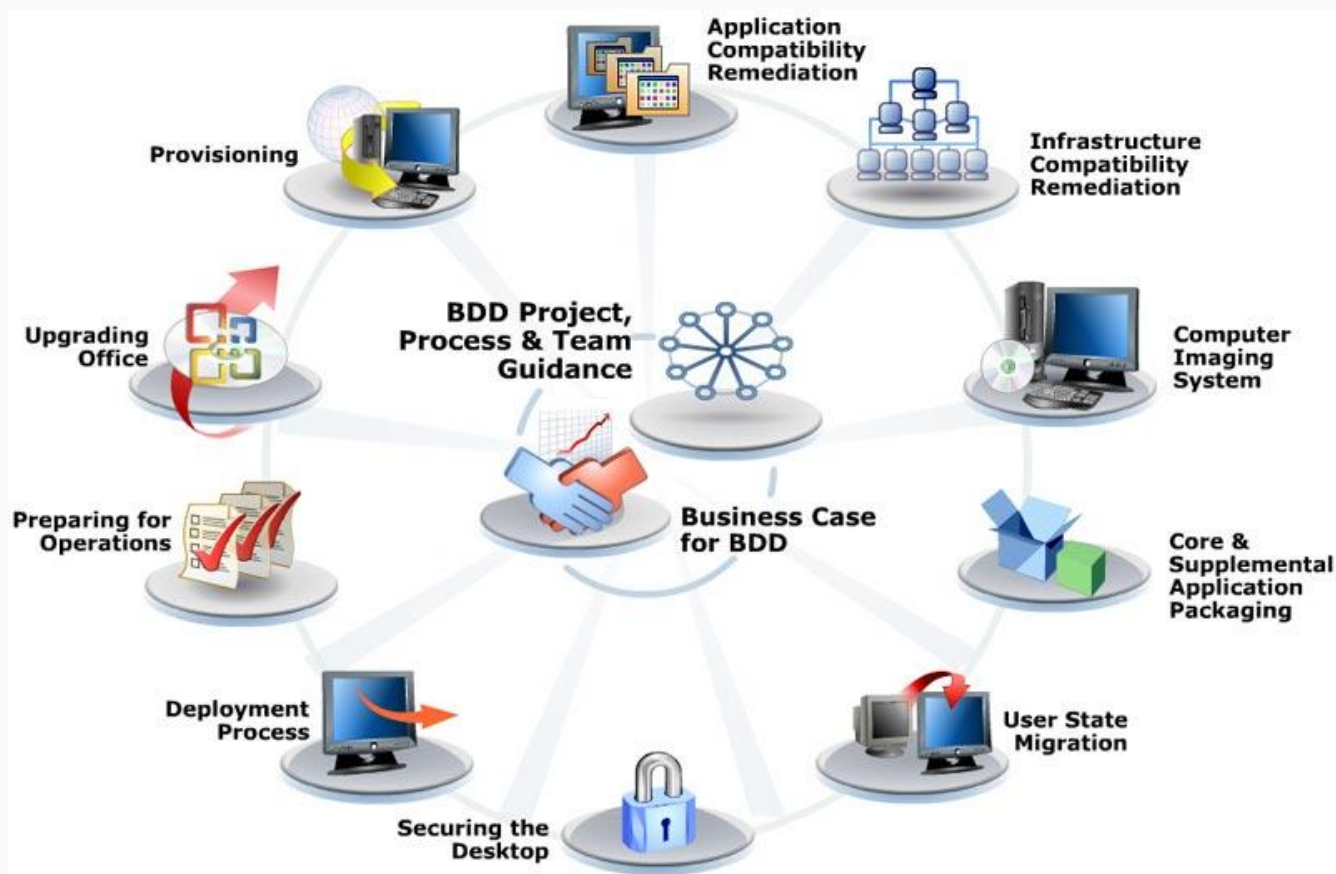 Application
Compatibility
Remediation
Infrastructure
Compatibility
Remediation
Provisioning
BDD Project,
Process & Team
Guidance
Upgrading
Office
Computer
Imaging
System
Preparing for
Operations
Business Case
for BDD
Core &
Supplemental
Application
Packaging
Deployment
Process
User State
Migration
Securing the
Desktop